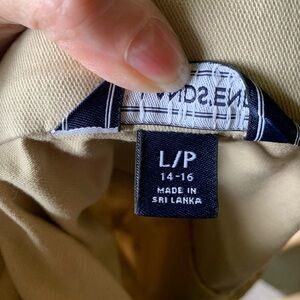 L/P
14-16
MADE IN
SRI LANKA